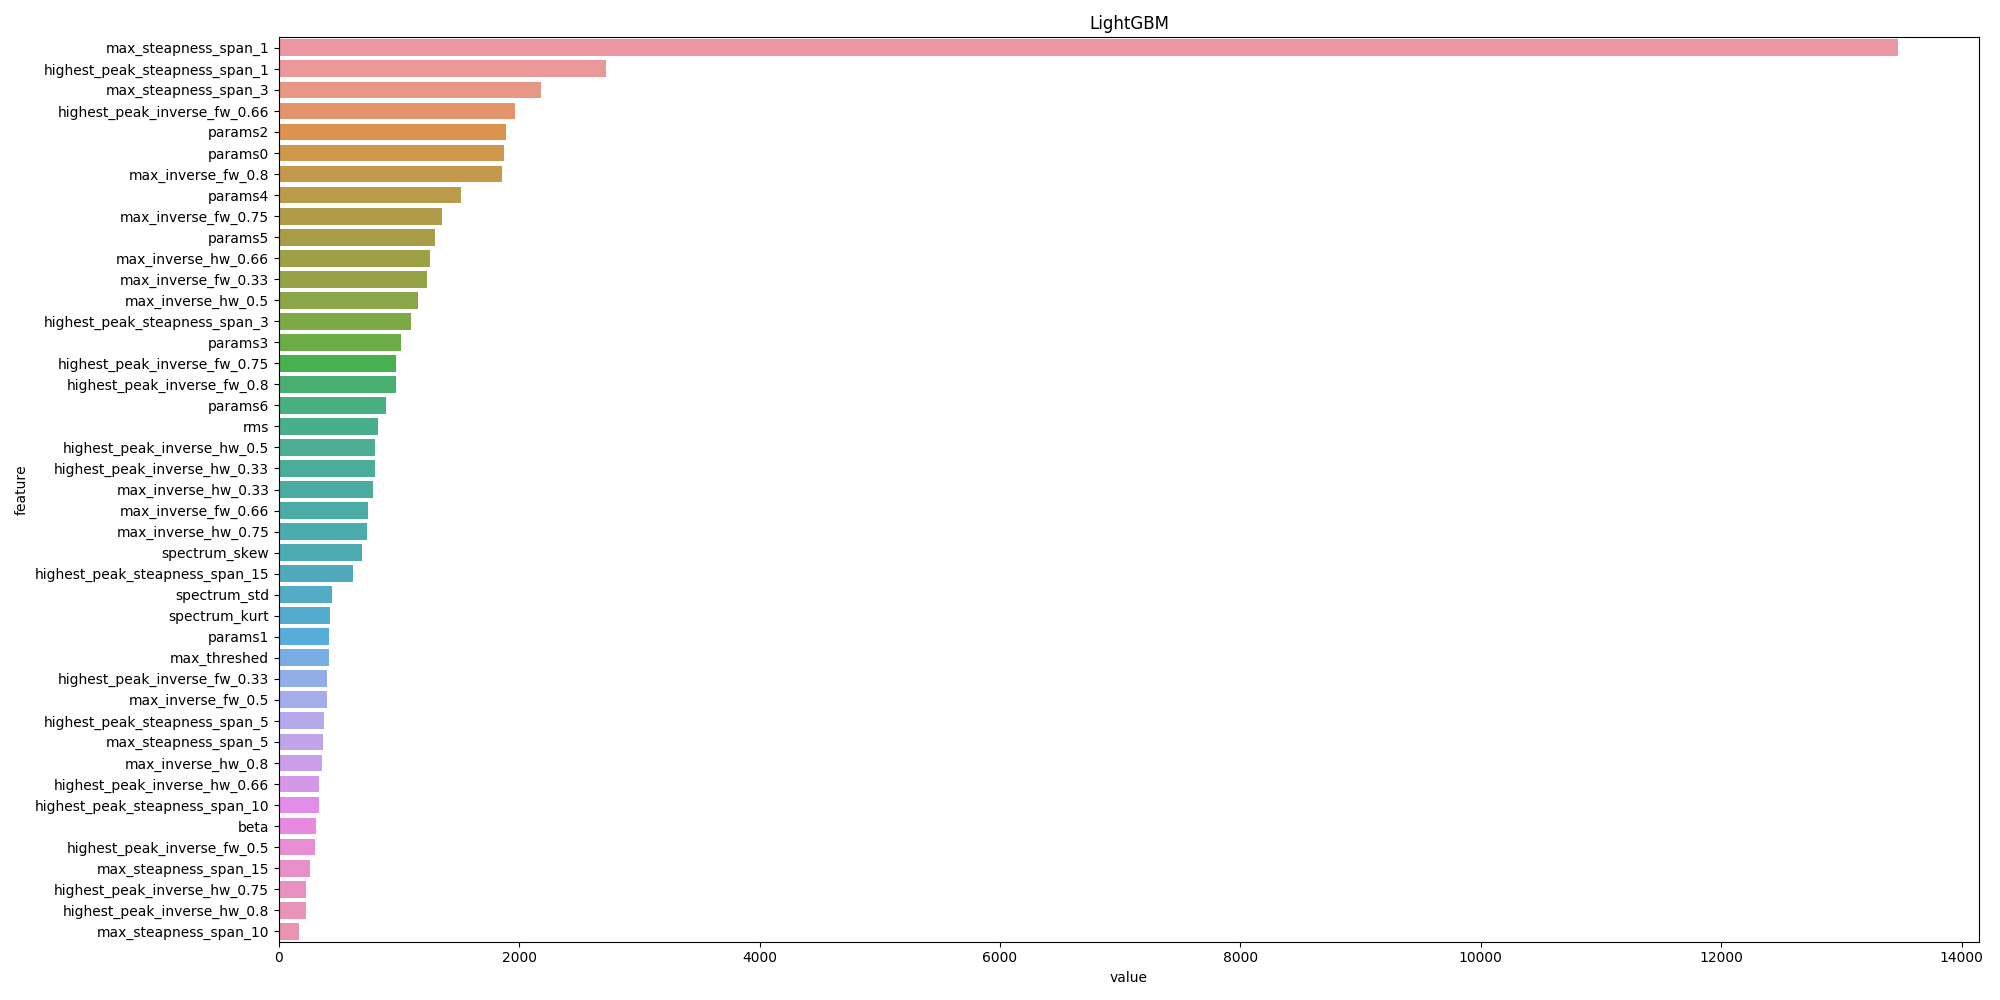 LightGBM
max_steapness_span_1
highest_peak_steapness_span_1
max_steapness_span_3
highest_peak_inverse_fw_0.66
params2
params0
max_inverse_fw_0.8
params4
max_inverse_fw_0.75
params5
max_inverse_hw_0.66
max_inverse_fw_0.33
max_inverse_hw_0.5
highest_peak_steapness_span_3
params3
highest_peak_inverse_fw_0.75
highest_peak_inverse_fw_0.8
params6
rms
highest_peak_inverse_hw_0.5
highest_peak_inverse_hw_0.33
max_inverse_hw_0.33
max_inverse_fw_0.66
max_inverse_hw_0.75
spectrum_skew
highest_peak_steapness_span_15
spectrum_std
spectrum_kurt
params1
max_threshed
highest_peak_inverse_fw_0.33
max_inverse_fw_0.5
highest_peak_steapness_span_5
max_steapness_span_5
max_inverse_hw_0.8
highest_peak_inverse_hw_0.66
highest_peak_steapness_span_10
beta
highest_peak_inverse_fw_0.5
max_steapness_span_15
highest_peak_inverse_hw_0.75
highest_peak_inverse_hw_0.8
max_steapness_span_10
feature
0 2000 4000 6000 8000 10000 12000 14000
value